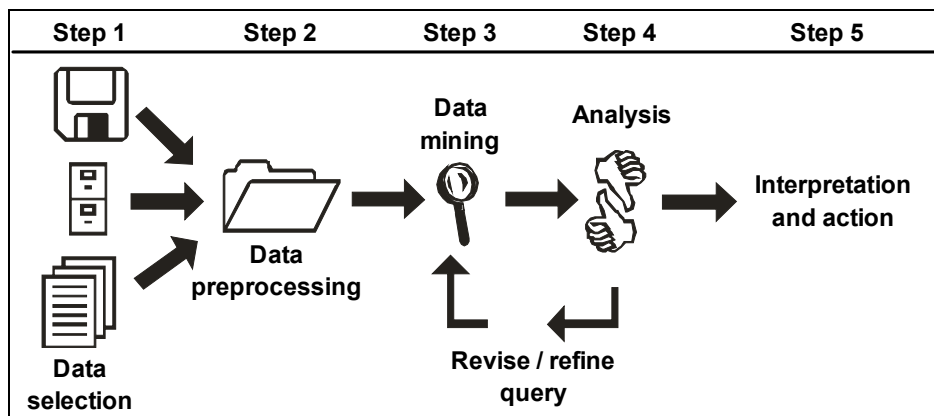 Step 1 Step 2 Step 3 Step 4 Step 5
Data
mining
Analysis
Interpretation
and action
Data
preprocessing
Data
selection
Revise / refine
query